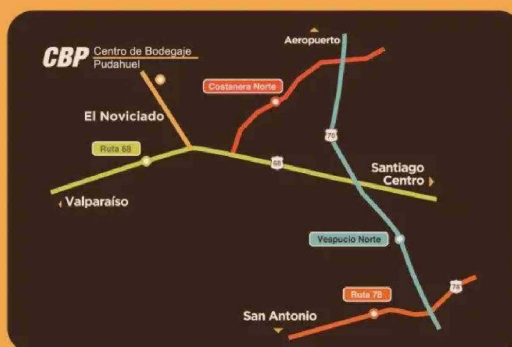 Aeropuerto
CBP Centro de Bodegaje
Pudahuel
Costanera Norte
El Noviciado
70
Ruta 68
68
Santiago
Centro
Valparaíso
Vespucio Norte
78
Ruta 78
San Antonio